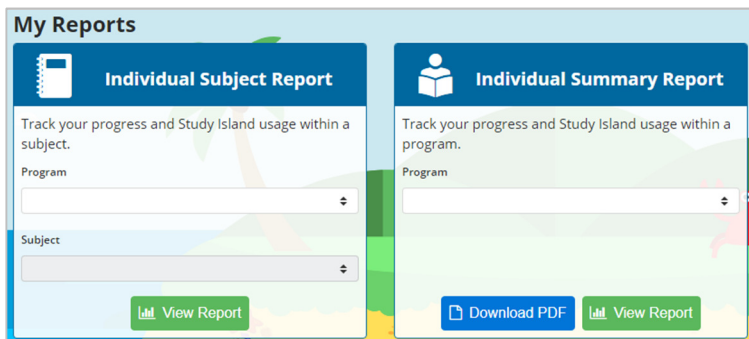 My Reports
Individual Subject Report
Track your progress and Study Island usage within a
subject.
Program
Subject
View Report
Individual Summary Report
Track your progress and Study Island usage within a
program.
Program
Download PDF
View Report